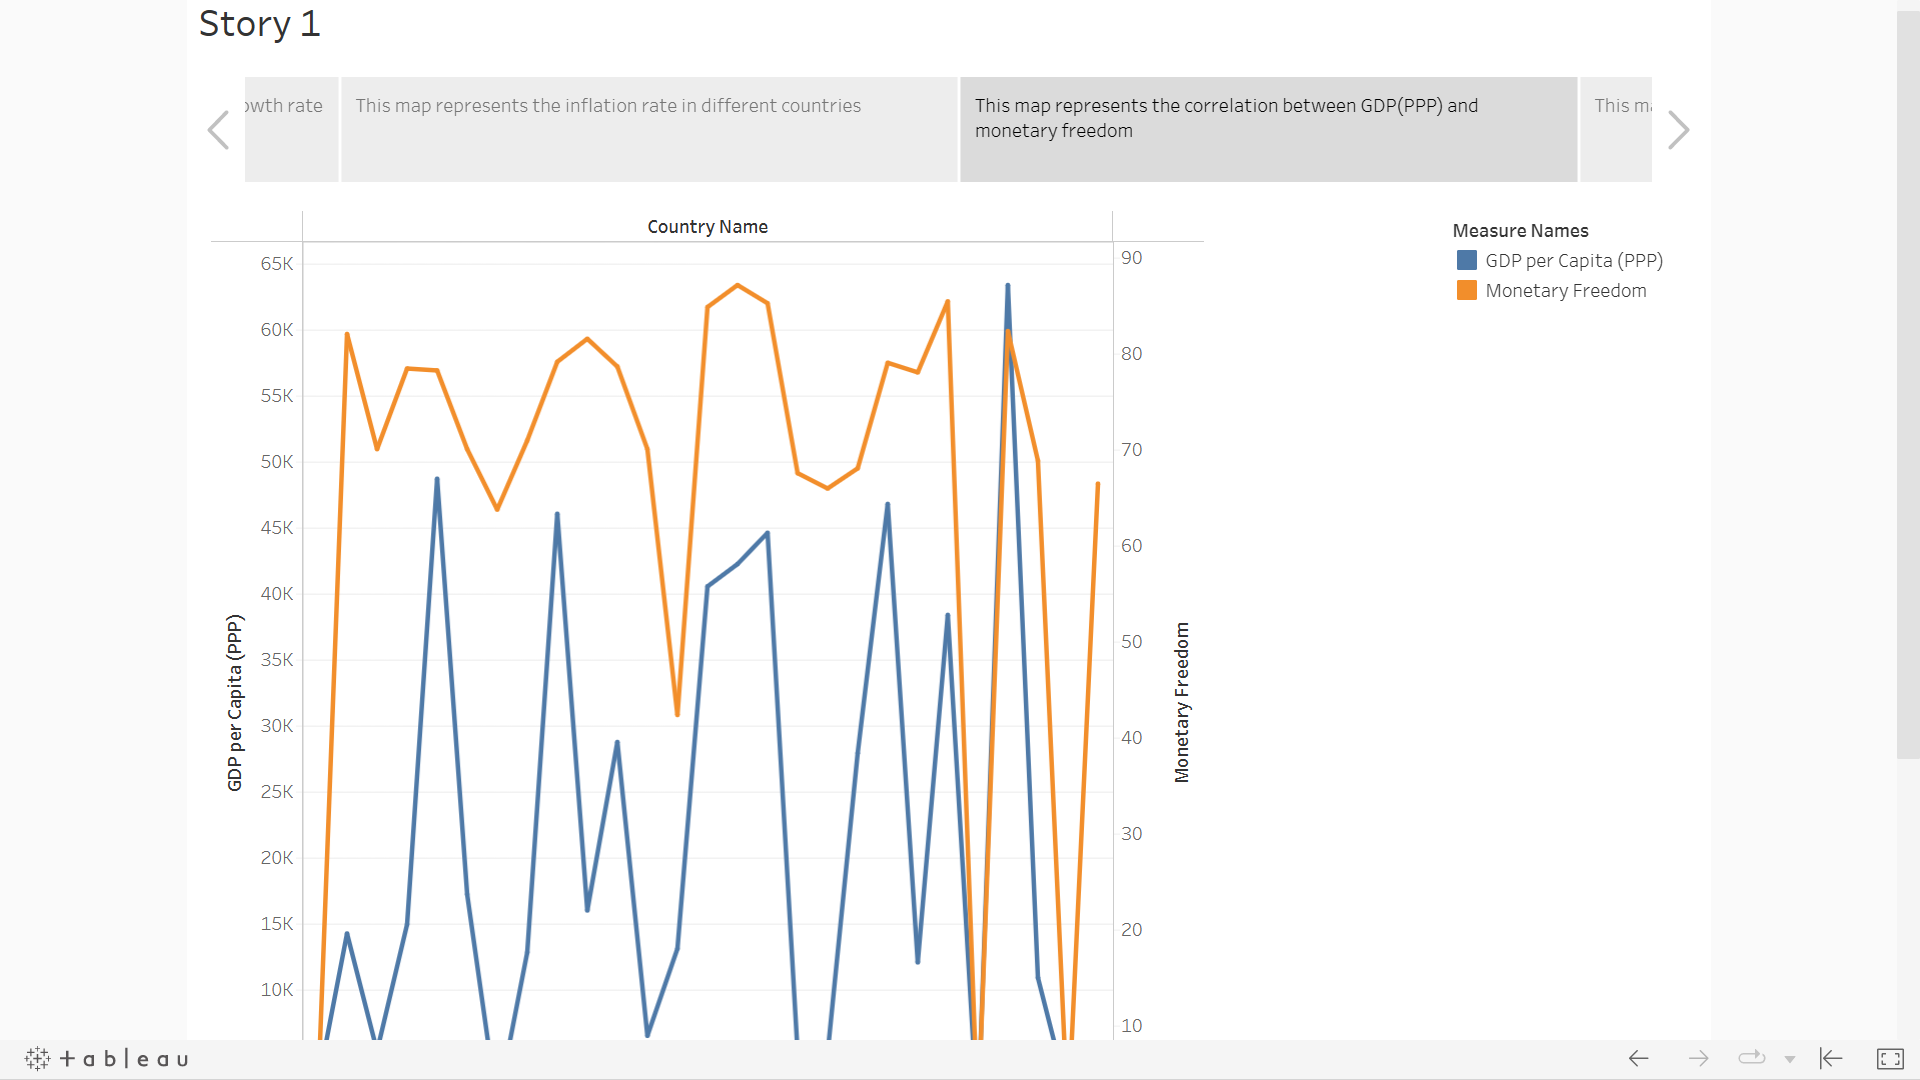 Story 1
owth rate
This map represents the inflation rate in different countries
This map represents the correlation between GDP(PPP) and
monetary freedom
This ma
Country Name
65K
60K
55K
50K
45K
40K
35K
30K
25K
20K
15K
10K
GDP per Capita (PPP)
90
80
70
60
50
40
30
20
10
Monetary Freedom
Measure Names
GDP per Capita (PPP)
Monetary Freedom
+ a b | e a u